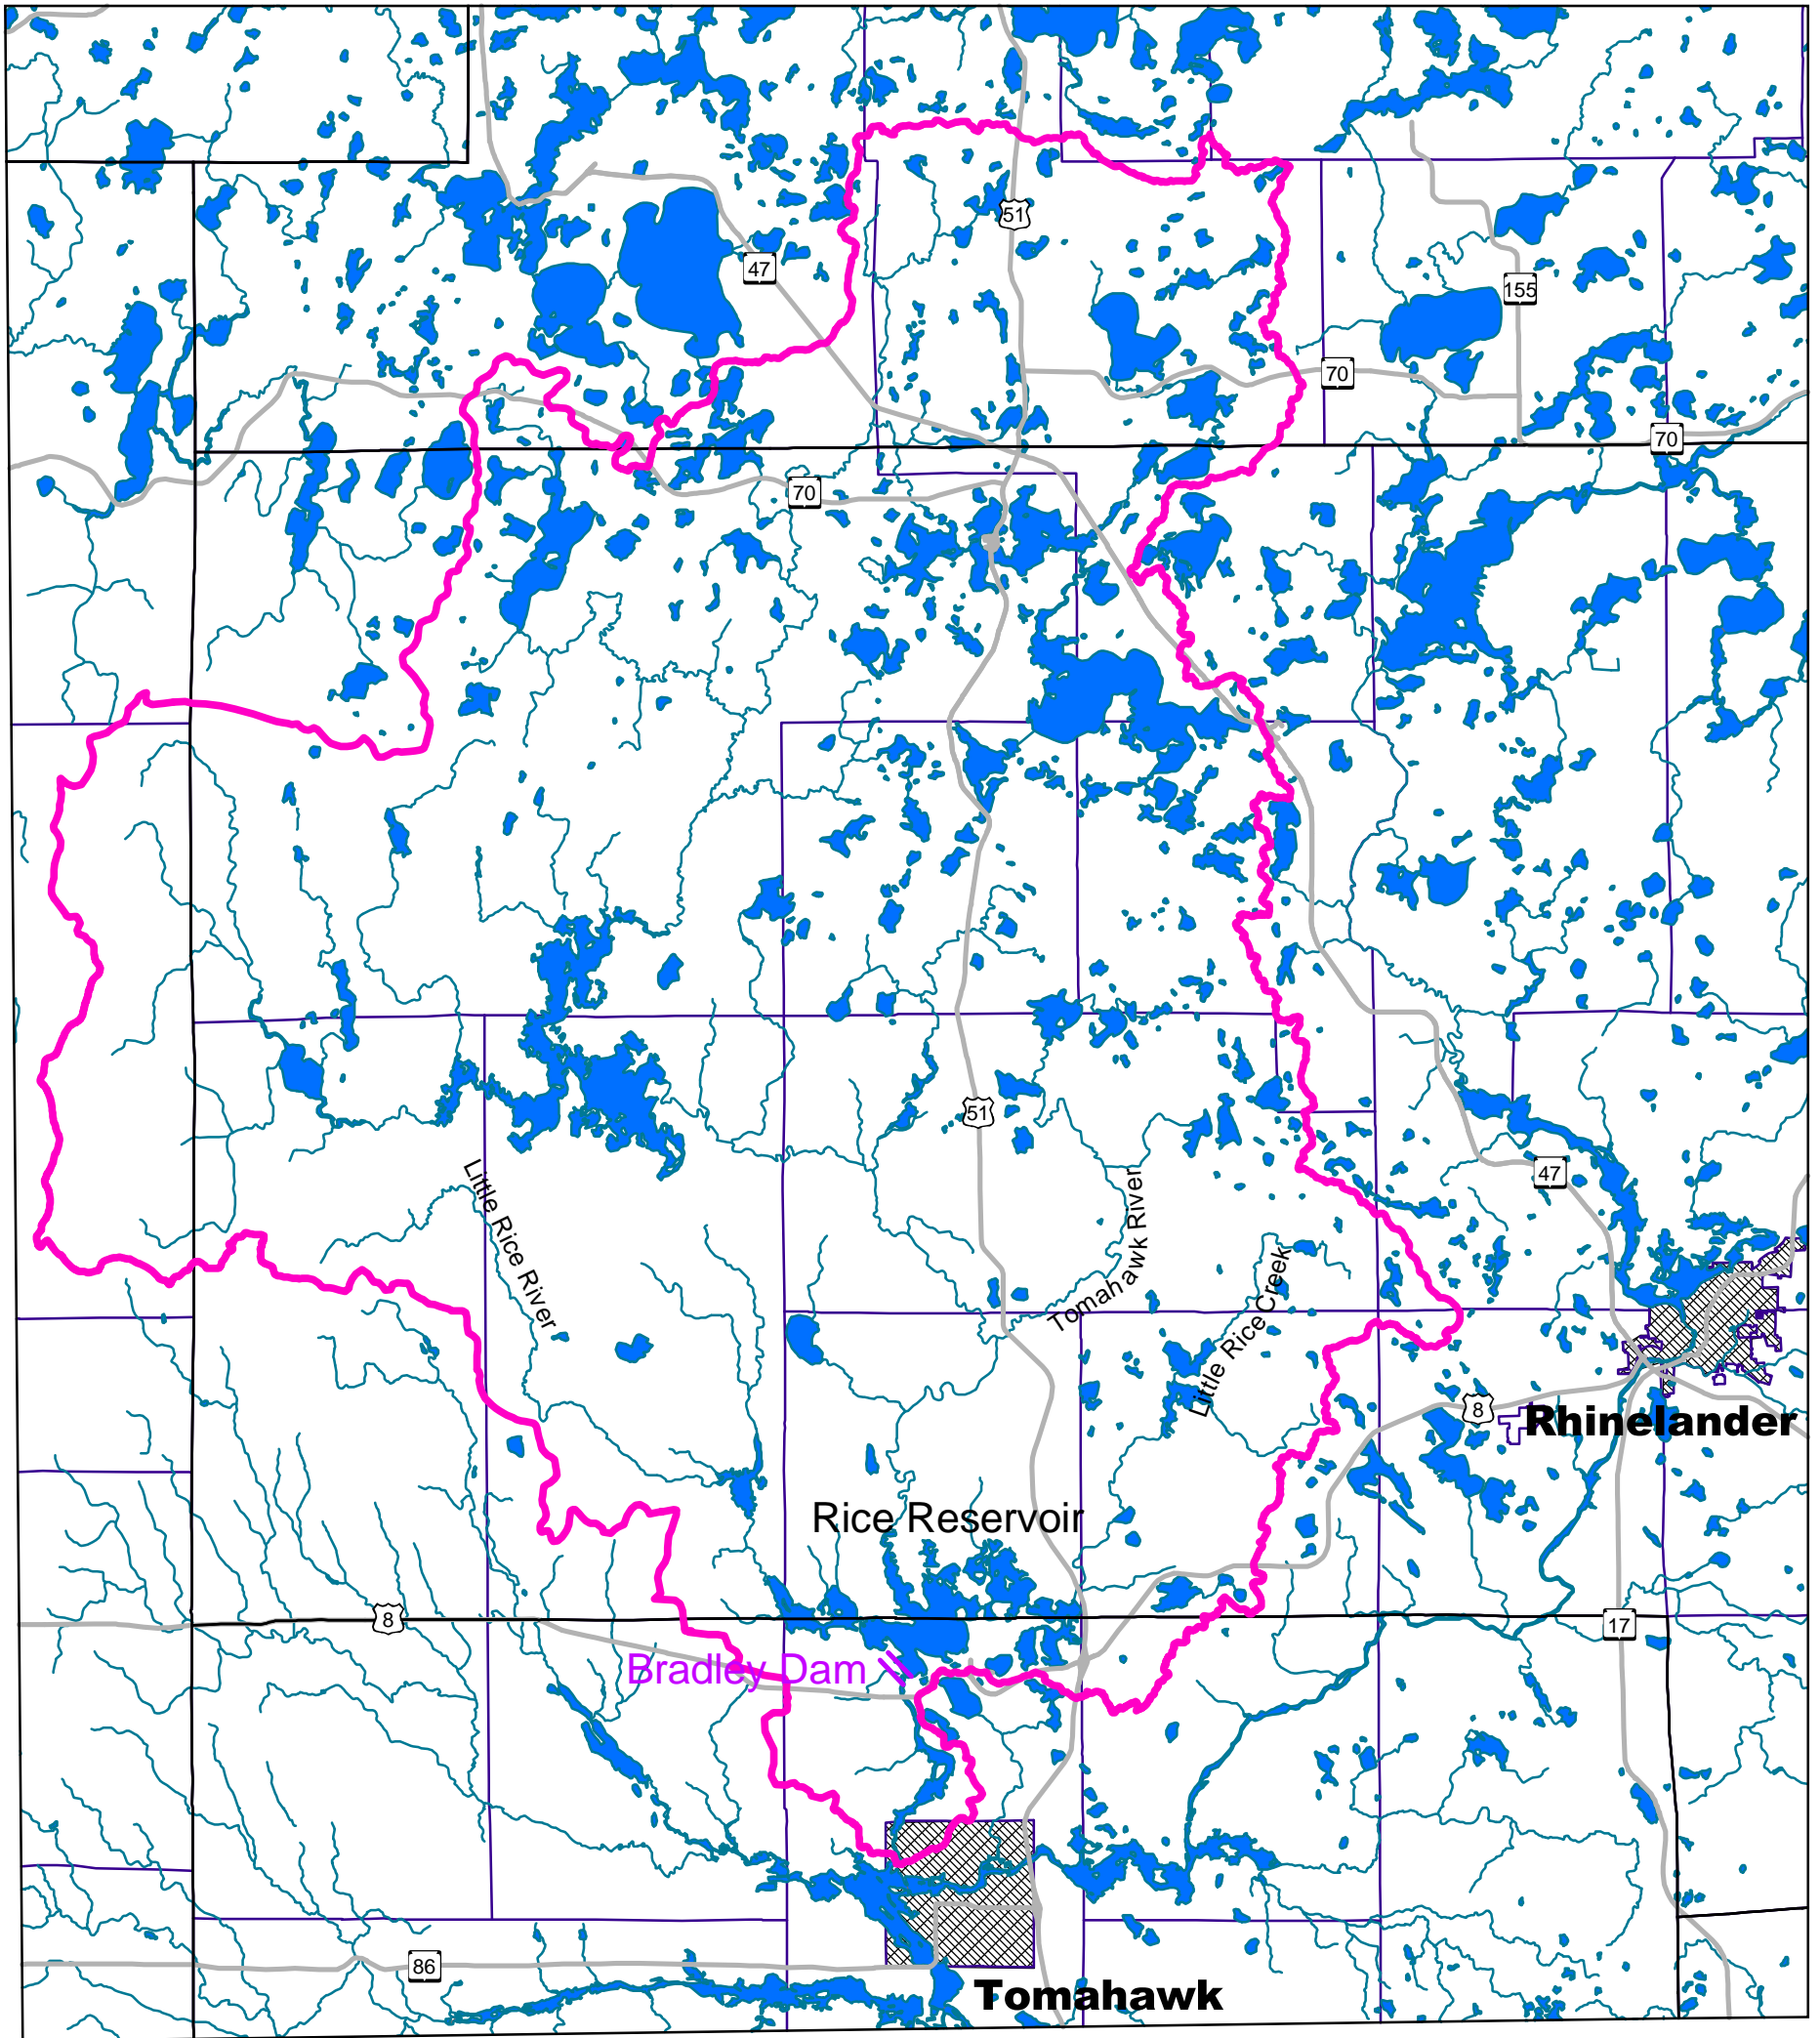 51
47
155
70
70
70
51
47
Little Rice River
Tomahawk River
Little Rice Creek
8
Rhinelander
Rice Reservoir
8
17
Bradley Dam
86
Tomahawk